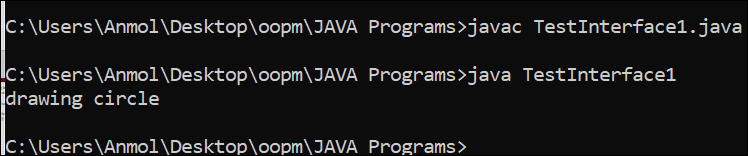 C:\Users\Anmol\Desktop\oopm\JAVA Programs>javac TestInterface1.java
C:\Users\Anmol\Desktop\oopm\JAVA Programs>java TestInterface1
drawing circle
C:\Users\Anmol\Desktop\oopm\JAVA Programs>